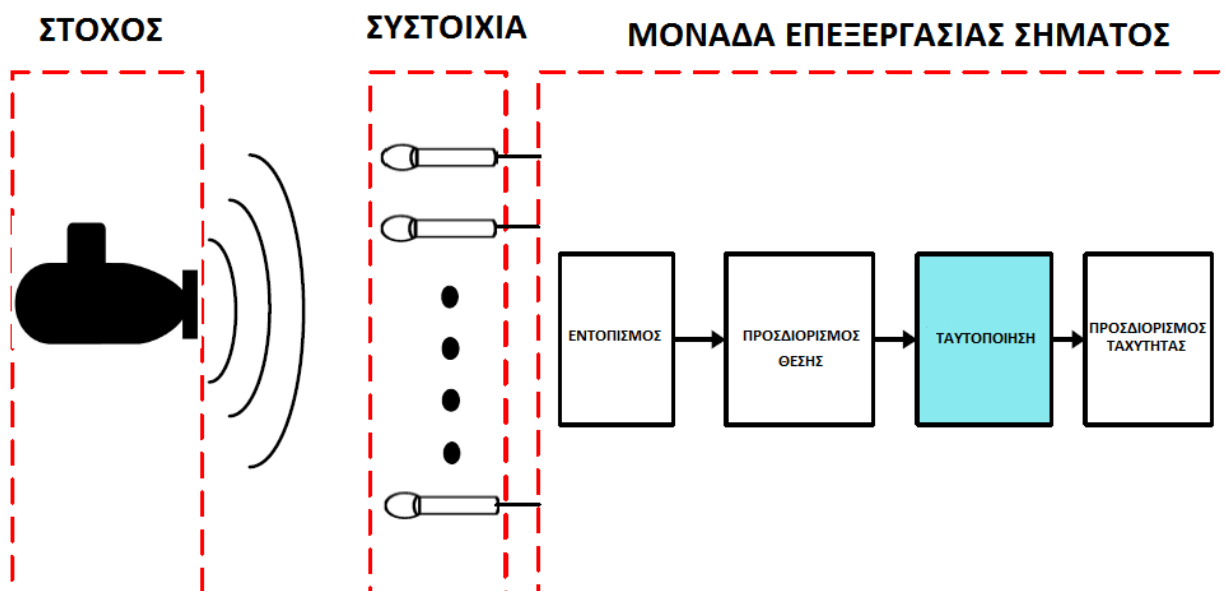 ΣΤΟΧΟΣ
ΣΥΣΤΟΙΧΙΑ
ΜΟΝΑΔΑ ΕΠΕΞΕΡΓΑΣΙΑΣ ΣΗΜΑΤΟΣ
ΕΝΤΟΠΙΣΜΟΣ
ΠΡΟΣΔΙΟΡΙΣΜΟΣ
ΘΕΣΗΣ
ΤΑΥΤΟΠΟΙΗΣΗ
ΠΡΟΣΔΙΟΡΙΣΜΟΣ
ΤΑΧΥΤΗΤΑΣ